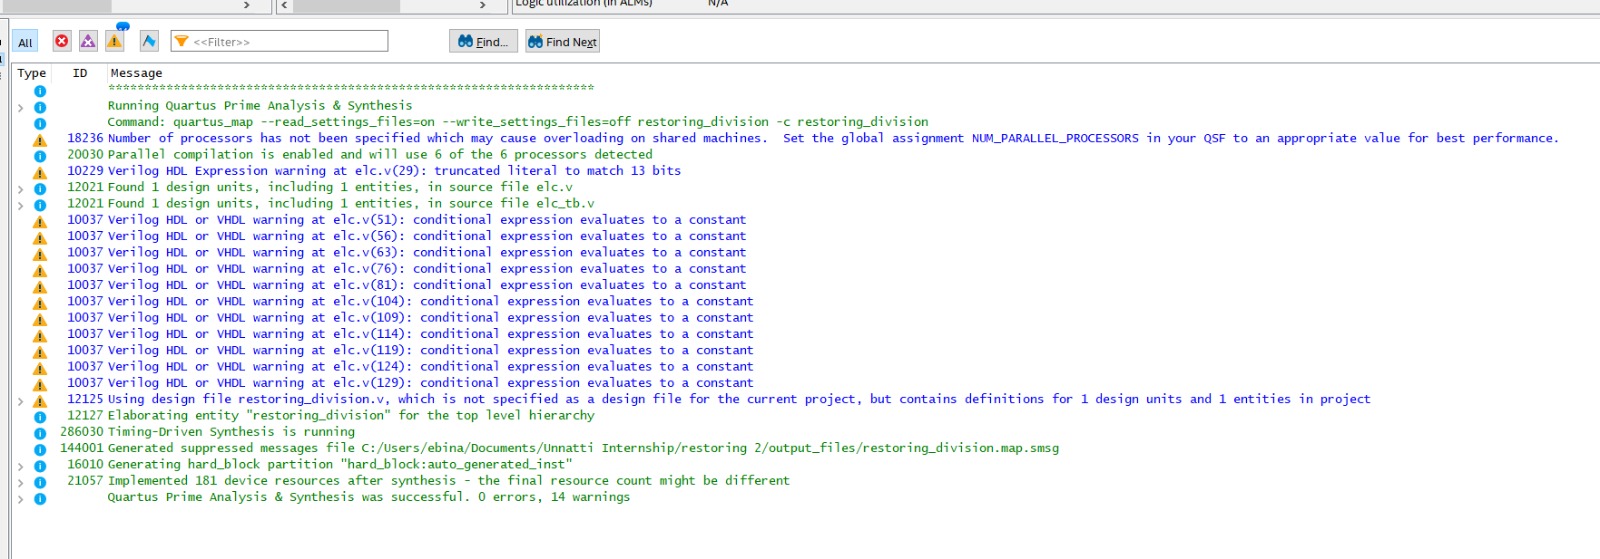 Logic utilization (in ALMs) N/A
All <<Filter>> Find... Find Next
Type ID Message
*******************************************************************
Running Quartus Prime Analysis & Synthesis
Command: quartus_map --read_settings_files=on --write_settings_files=off restoring_division -c restoring_division
18236 Number of processors has not been specified which may cause overloading on shared machines.  Set the global assignment NUM_PARALLEL_PROCESSORS in your QSF to an appropriate value for best performance.
20030 Parallel compilation is enabled and will use 6 of the 6 processors detected
10229 Verilog HDL Expression warning at elc.v(29): truncated literal to match 13 bits
12021 Found 1 design units, including 1 entities, in source file elc.v
12021 Found 1 design units, including 1 entities, in source file elc_tb.v
10037 Verilog HDL or VHDL warning at elc.v(51): conditional expression evaluates to a constant
10037 Verilog HDL or VHDL warning at elc.v(56): conditional expression evaluates to a constant
10037 Verilog HDL or VHDL warning at elc.v(63): conditional expression evaluates to a constant
10037 Verilog HDL or VHDL warning at elc.v(76): conditional expression evaluates to a constant
10037 Verilog HDL or VHDL warning at elc.v(81): conditional expression evaluates to a constant
10037 Verilog HDL or VHDL warning at elc.v(104): conditional expression evaluates to a constant
10037 Verilog HDL or VHDL warning at elc.v(109): conditional expression evaluates to a constant
10037 Verilog HDL or VHDL warning at elc.v(114): conditional expression evaluates to a constant
10037 Verilog HDL or VHDL warning at elc.v(119): conditional expression evaluates to a constant
10037 Verilog HDL or VHDL warning at elc.v(124): conditional expression evaluates to a constant
10037 Verilog HDL or VHDL warning at elc.v(129): conditional expression evaluates to a constant
12125 Using design file restoring_division.v, which is not specified as a design file for the current project, but contains definitions for 1 design units and 1 entities in project
12127 Elaborating entity "restoring_division" for the top level hierarchy
286030 Timing-Driven Synthesis is running
144001 Generated suppressed messages file C:/Users/ebina/Documents/Unnatti Internship/restoring 2/output_files/restoring_division.map.smsg
16010 Generating hard_block partition "hard_block:auto_generated_inst"
21057 Implemented 181 device resources after synthesis - the final resource count might be different
Quartus Prime Analysis & Synthesis was successful. 0 errors, 14 warnings